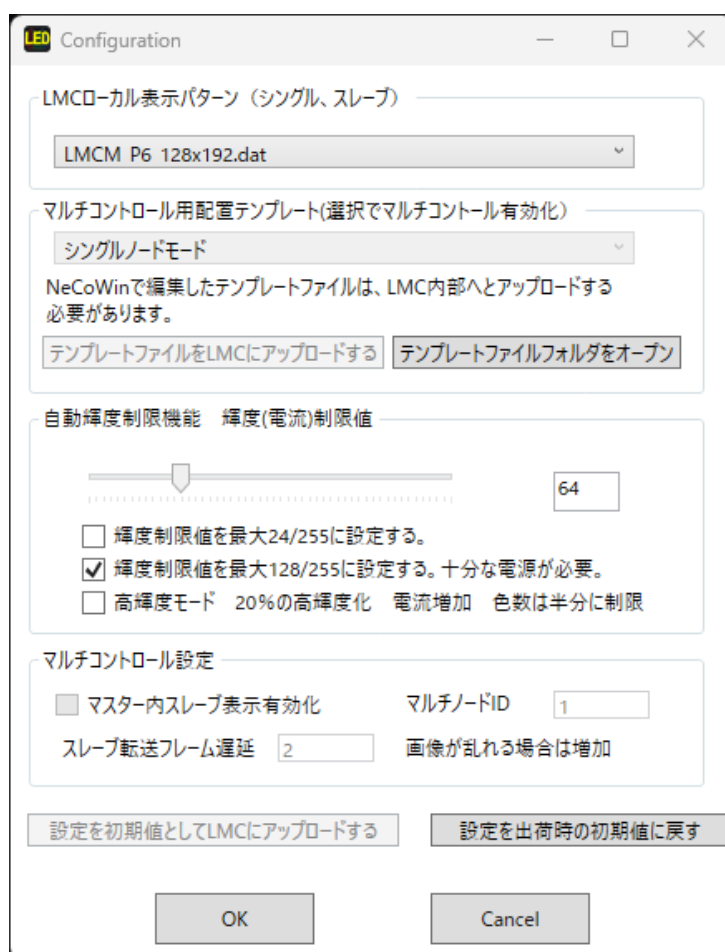 LED Configuration
LMCローカル表示パターン（シングル、スレーブ）
LMCM P6 128x192.dat
マルチコントロール用配置テンプレート(選択でマルチコントール有効化）
シングルノードモード
NeCoWinで編集したテンプレートファイルは、LMC内部へとアップロードする
必要があります。
テンプレートファイルをLMCにアップロードする テンプレートファイルフォルダをオープン
自動輝度制限機能　輝度(電流)制限値
64
輝度制限値を最大24/255に設定する。
輝度制限値を最大128/255に設定する。十分な電源が必要。
高輝度モード　20%の高輝度化　電流増加　色数は半分に制限
マルチコントロール設定
マスター内スレーブ表示有効化 マルチノードID 1
スレーブ転送フレーム遅延 2 画像が乱れる場合は増加
設定を初期値としてLMCにアップロードする 設定を出荷時の初期値に戻す
OK Cancel